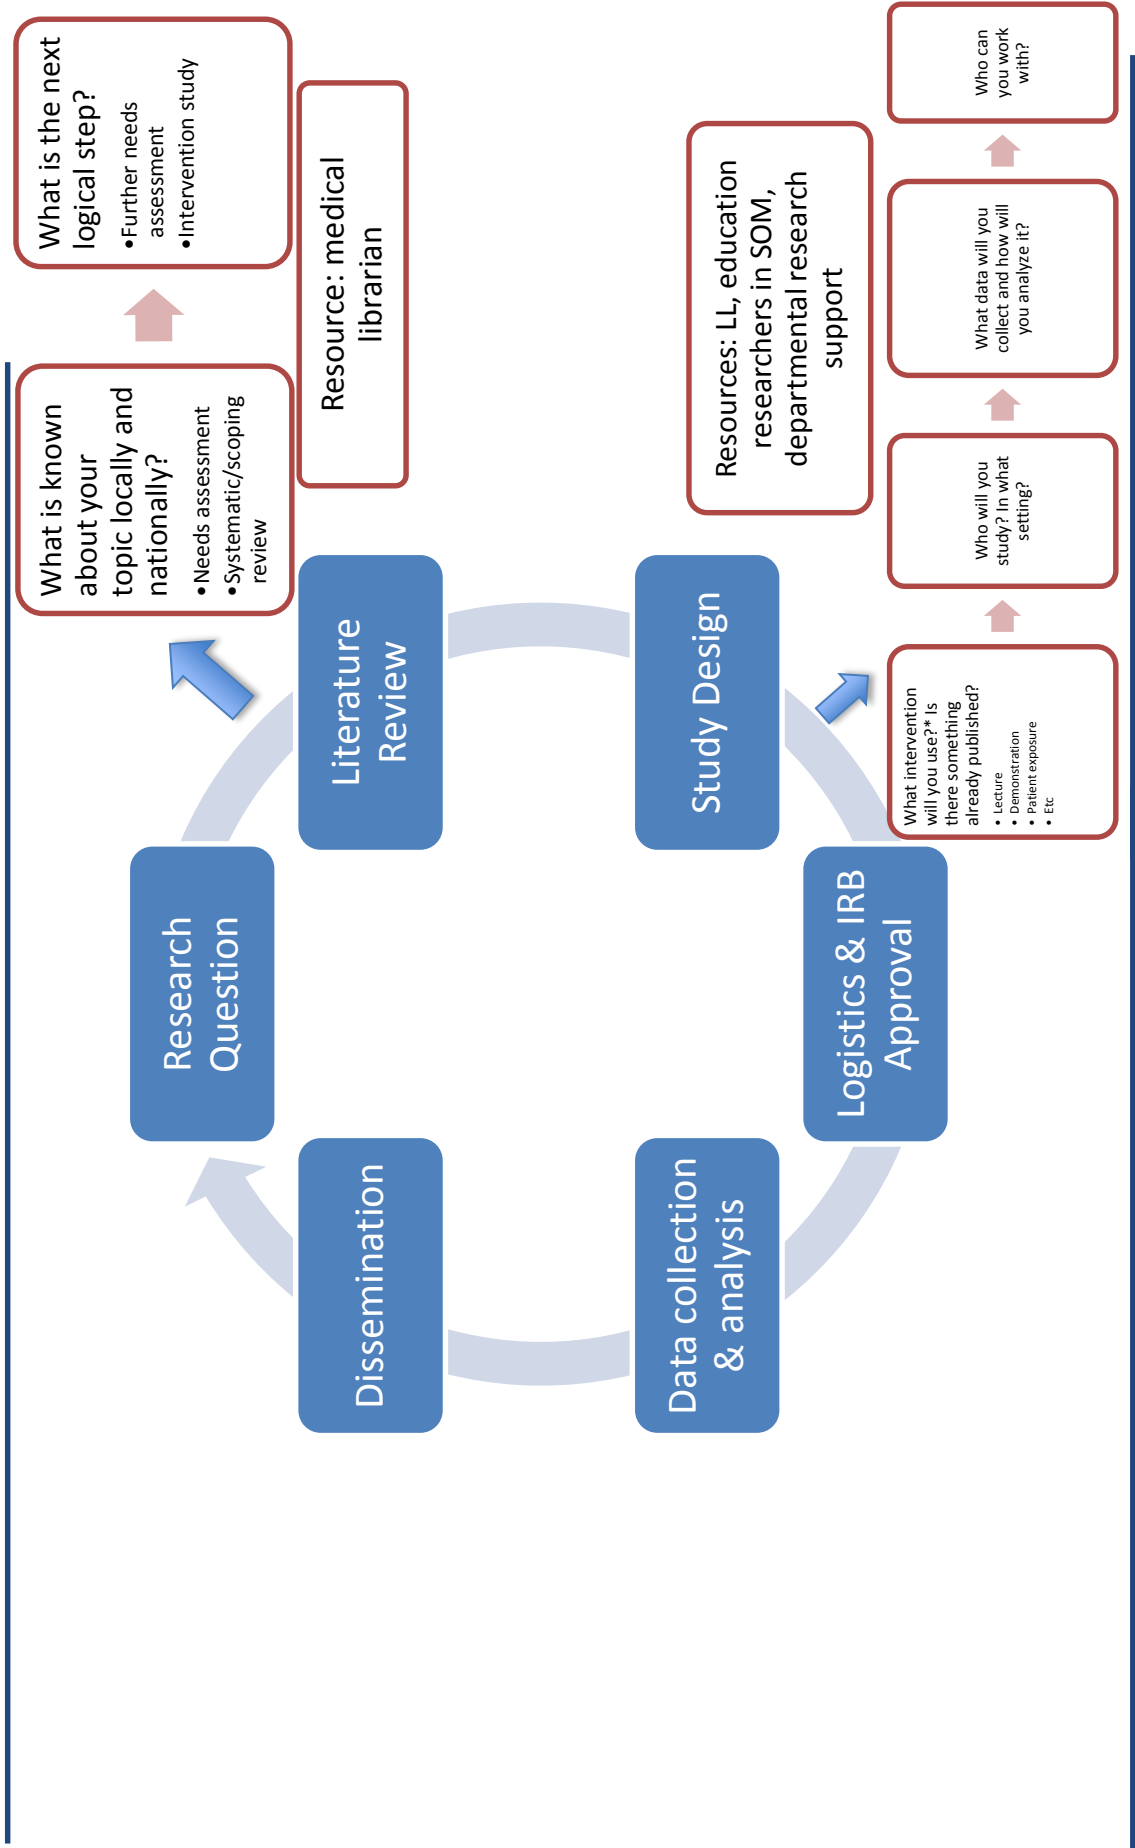 Research
Question
Literature
Review
Study Design
Logistics & IRB
Approval
Data collection
& analysis
Dissemination
What is known
about your
topic locally and
nationally?
•Needs assessment
•Systematic/scoping
review
What is the next
logical step?
•Further needs
assessment
•Intervention study
Resource: medical
librarian
Resources: LL, education
researchers in SOM,
departmental research
support
What intervention
will you use?* Is
there something
already published?
• Lecture
• Demonstration
• Patient exposure
• Etc
Who will you
study? In what
setting?
What data will you
collect and how will
you analyze it?
Who can
you work
with?